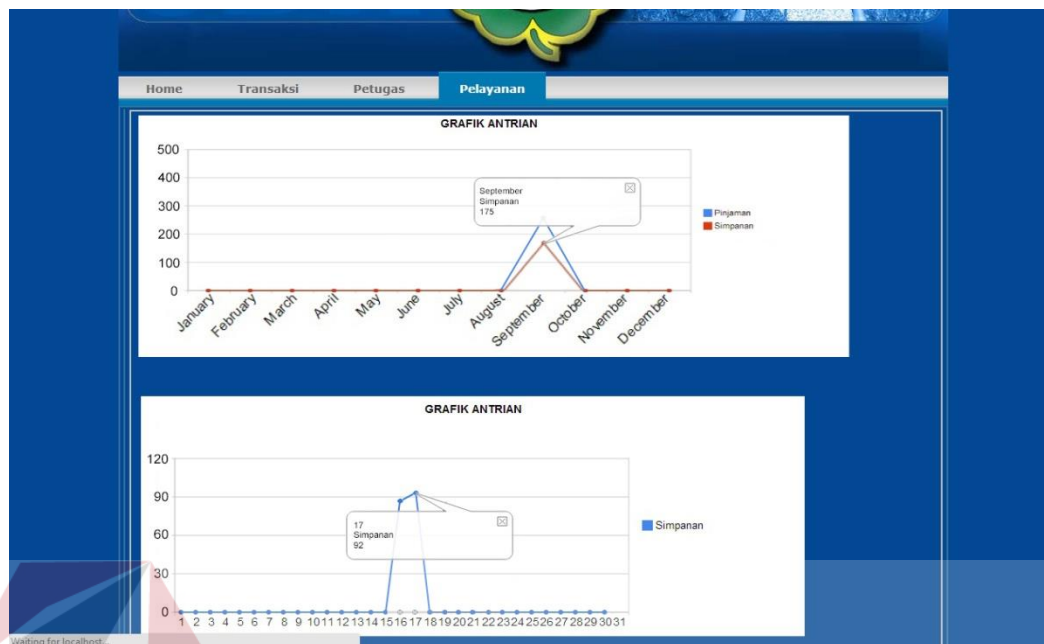 Home Transaksi Petugas Pelayanan
GRAFIK ANTRIAN
500
400
300
200
100
0
September
Simpanan
175
Pinjaman
Simpanan
January February March April May June July August September October November December
GRAFIK ANTRIAN
120
90
60
30
0
17
Simpanan
92
Simpanan
1 2 3 4 5 6 7 8 9 10 11 12 13 14 15 16 17 18 19 20 21 22 23 24 25 26 27 28 29 30 31
Waiting for localhost...